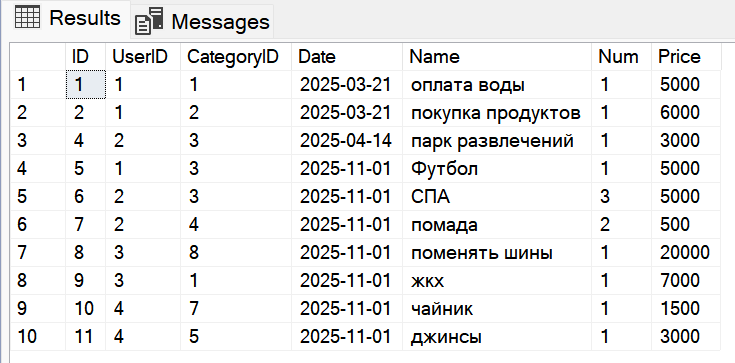 Results Messages
ID UserID CategoryID Date Name Num Price
1 1 1 1 2025-03-21 оплата воды 1 5000
2 2 1 2 2025-03-21 покупка продуктов 1 6000
3 4 2 3 2025-04-14 парк развлечений 1 3000
4 5 1 3 2025-11-01 Футбол 1 5000
5 6 2 3 2025-11-01 СПА 3 5000
6 7 2 4 2025-11-01 помада 2 500
7 8 3 8 2025-11-01 поменять шины 1 20000
8 9 3 1 2025-11-01 жкх 1 7000
9 10 4 7 2025-11-01 чайник 1 1500
10 11 4 5 2025-11-01 джинсы 1 3000